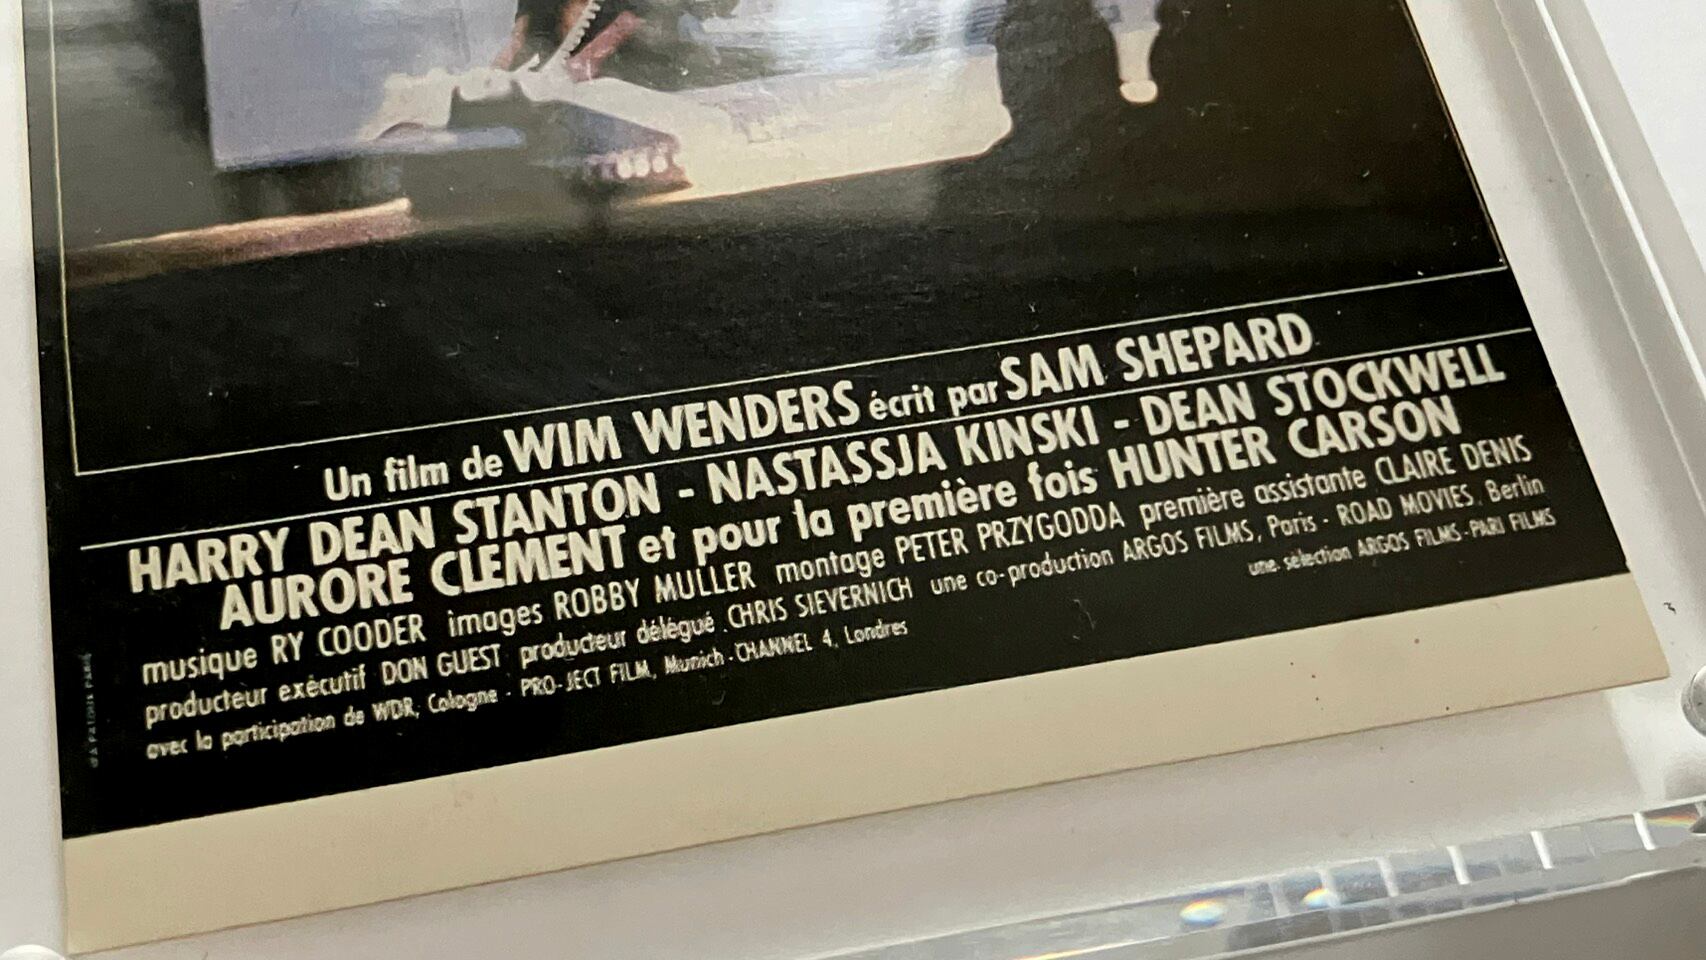 Un film de WIM WENDERS écrit par SAM SHEPARD
HARRY DEAN STANTON - NASTASSJA KINSKI - DEAN STOCKWELL
AURORE CLEMENT et pour la première fois HUNTER CARSON
musique RY COODER images ROBBY MULLER montage PETER PRZYGODDA première assistante CLAIRE DENIS
producteur exécutif DON GUEST producteur délégué CHRIS SIEVERNICH une co-production ARGOS FILMS, Paris - ROAD MOVIES, Berlin
avec la participation de WDR, Cologne - PRO-JECT FILM, Munich - CHANNEL 4, Londres
une sélection ARGOS FILMS - PARI FILMS